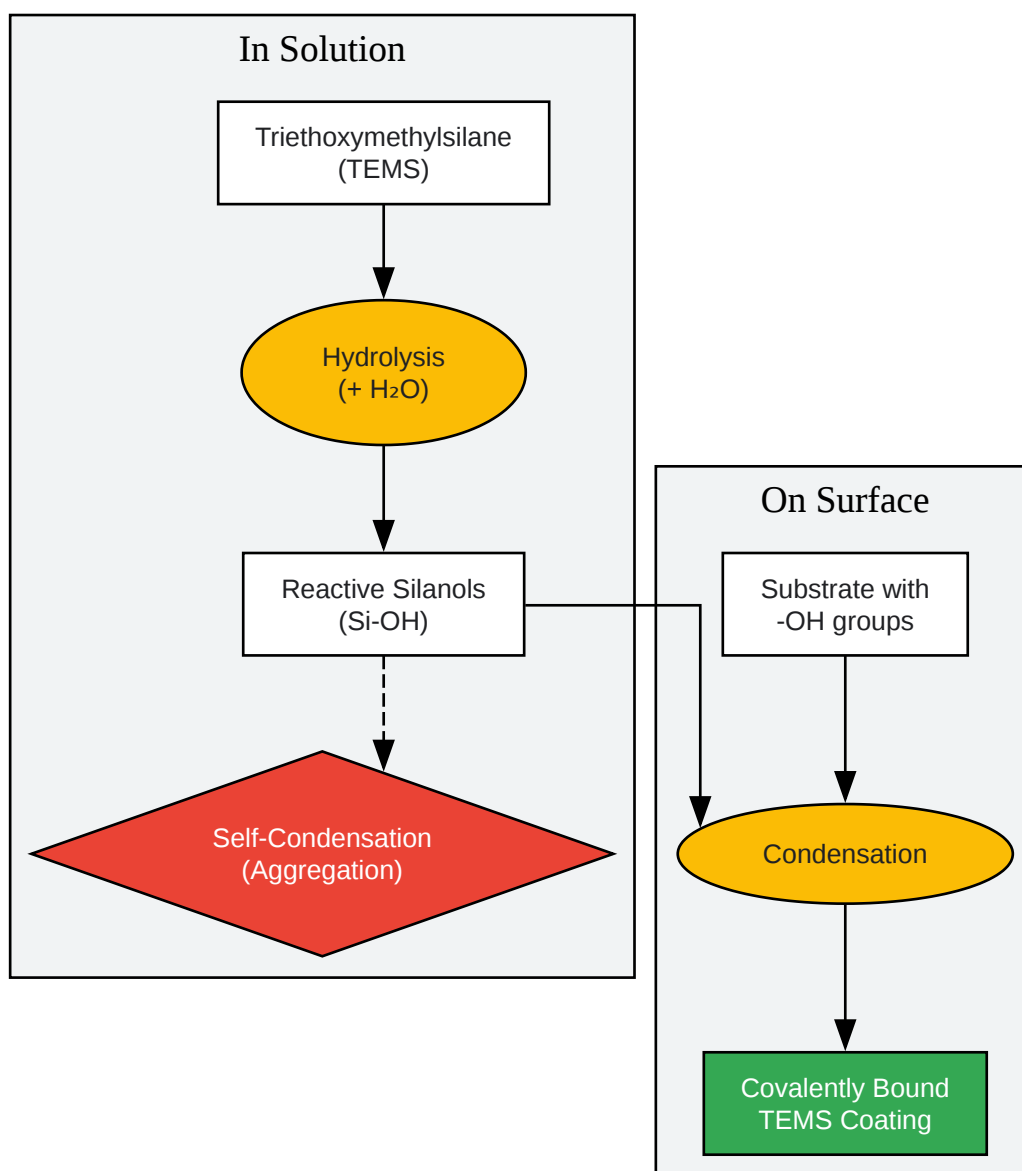 In Solution
Triethoxymethylsilane
(TEMS)
Hydrolysis
(+ H₂O)
Reactive Silanols
(Si-OH)
Self-Condensation
(Aggregation)
On Surface
Substrate with
-OH groups
Condensation
Covalently Bound
TEMS Coating